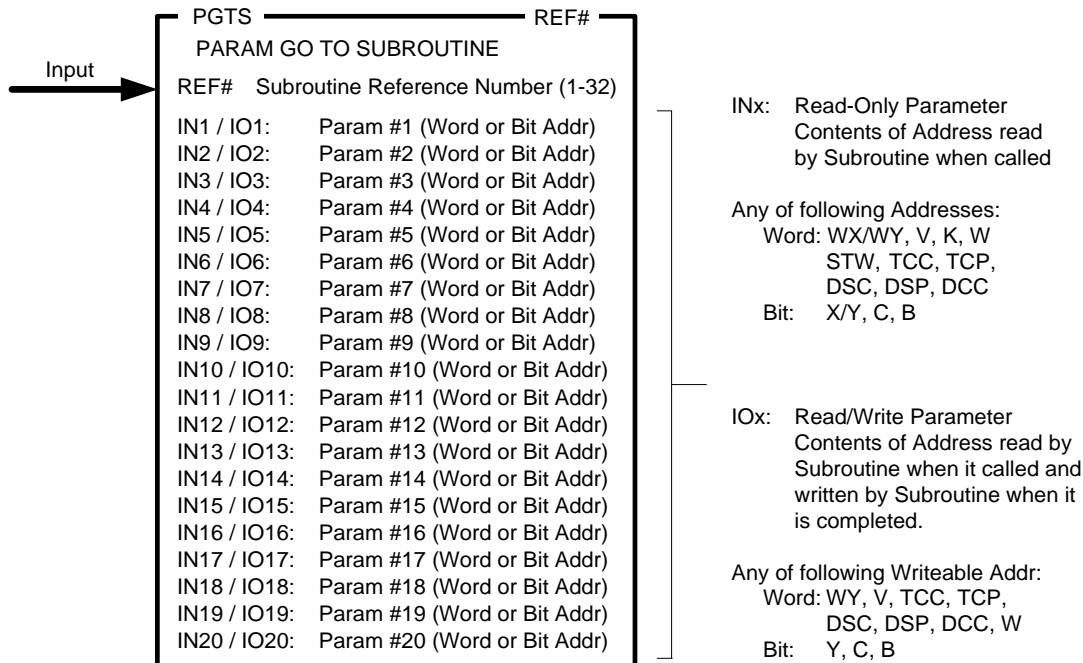 PGTS REF#
PARAM GO TO SUBROUTINE
Input
REF# Subroutine Reference Number (1-32)
IN1 / IO1: Param #1 (Word or Bit Addr)
IN2 / IO2: Param #2 (Word or Bit Addr)
IN3 / IO3: Param #3 (Word or Bit Addr)
IN4 / IO4: Param #4 (Word or Bit Addr)
IN5 / IO5: Param #5 (Word or Bit Addr)
IN6 / IO6: Param #6 (Word or Bit Addr)
IN7 / IO7: Param #7 (Word or Bit Addr)
IN8 / IO8: Param #8 (Word or Bit Addr)
IN9 / IO9: Param #9 (Word or Bit Addr)
IN10 / IO10: Param #10 (Word or Bit Addr)
IN11 / IO11: Param #11 (Word or Bit Addr)
IN12 / IO12: Param #12 (Word or Bit Addr)
IN13 / IO13: Param #13 (Word or Bit Addr)
IN14 / IO14: Param #14 (Word or Bit Addr)
IN15 / IO15: Param #15 (Word or Bit Addr)
IN16 / IO16: Param #16 (Word or Bit Addr)
IN17 / IO17: Param #17 (Word or Bit Addr)
IN18 / IO18: Param #18 (Word or Bit Addr)
IN19 / IO19: Param #19 (Word or Bit Addr)
IN20 / IO20: Param #20 (Word or Bit Addr)
INx: Read-Only Parameter
Contents of Address read
by Subroutine when called
Any of following Addresses:
Word: WX/WY, V, K, W
STW, TCC, TCP,
DSC, DSP, DCC
Bit: X/Y, C, B
IOx: Read/Write Parameter
Contents of Address read by
Subroutine when it called and
written by Subroutine when it
is completed.
Any of following Writeable Addr:
Word: WY, V, TCC, TCP,
DSC, DSP, DCC, W
Bit: Y, C, B